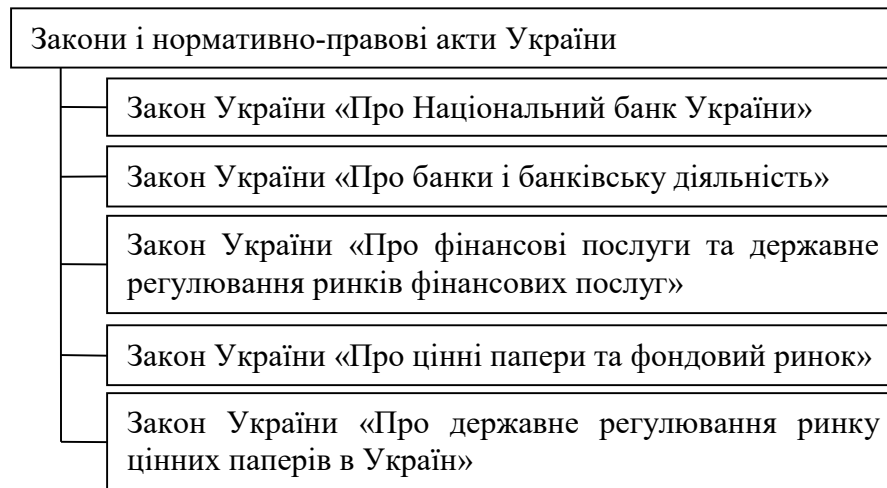 Закони і нормативно-правові акти України
Закон України «Про Національний банк України»
Закон України «Про банки і банківську діяльність»
Закон України «Про фінансові послуги та державне
регулювання ринків фінансових послуг»
Закон України «Про цінні папери та фондовий ринок»
Закон України «Про державне регулювання ринку
цінних паперів в Україн»